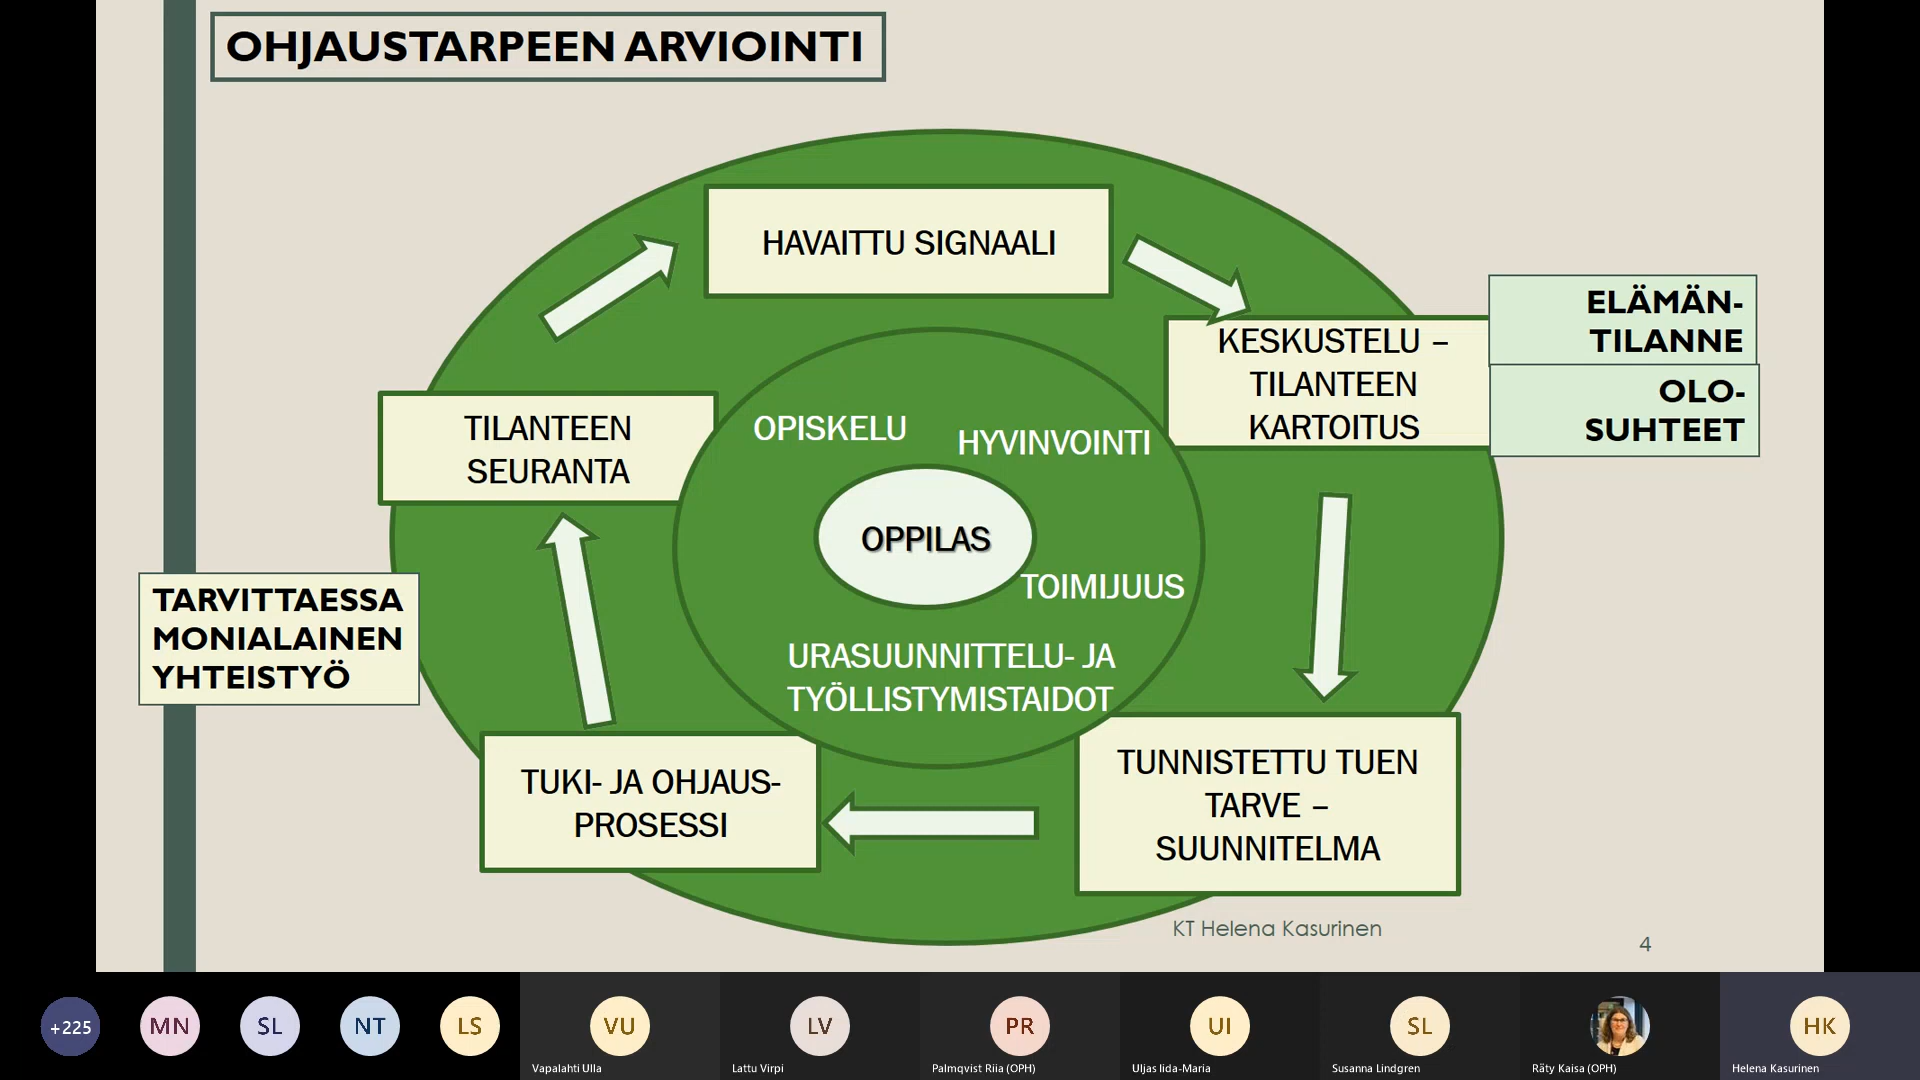 OHJAUSTARPEEN ARVIOINTI
HAVAITTU SIGNAALI
KESKUSTELU –
TILANTEEN
KARTOITUS
ELÄMÄN-
TILANNE
OLO-
SUHTEET
TILANTEEN
SEURANTA
OPISKELU
HYVINVOINTI
OPPILAS
TOIMIJUUS
URASUUNNITTELU- JA
TYÖLLISTYMISTAIDOT
TARVITTAESSA
MONIALAINEN
YHTEISTYÖ
TUKI- JA OHJAUS-
PROSESSI
TUNNISTETTU TUEN
TARVE –
SUUNNITELMA
KT Helena Kasurinen
4
+225
MN
SL
NT
LS
VU
LV
PR
UI
SL
HK
Vapalahti Ulla
Lattu Virpi
Palmqvist Riia (OPH)
Uljas Iida-Maria
Susanna Lindgren
Räty Kaisa (OPH)
Helena Kasurinen